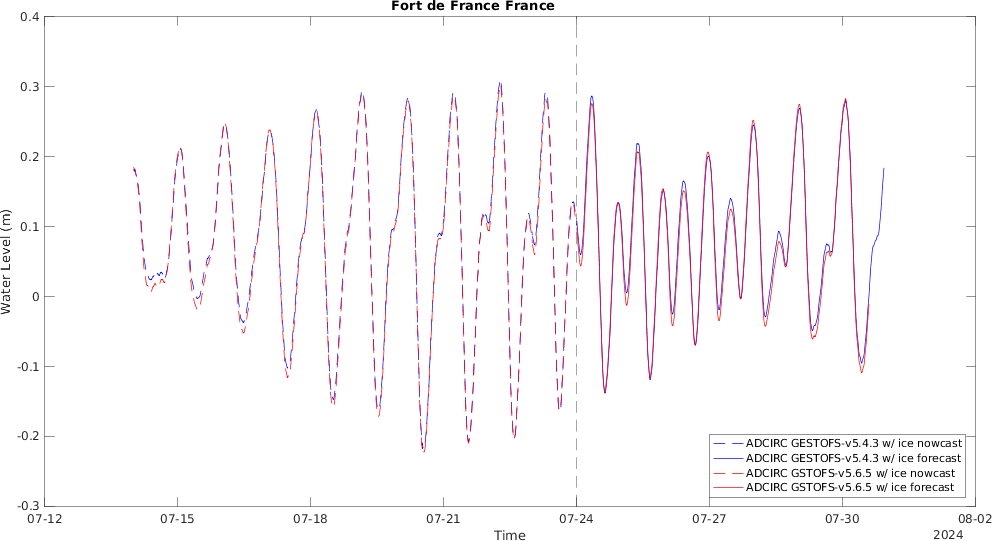 Fort de France France
Water Level (m)
0.4
0.3
0.2
0.1
0
-0.1
-0.2
-0.3
07-12
07-15
07-18
07-21
07-24
07-27
07-30
08-02
Time
2024
ADCIRC GESTOFS-v5.4.3 w/ ice nowcast
ADCIRC GESTOFS-v5.4.3 w/ ice forecast
ADCIRC GSTOFS-v5.6.5 w/ ice nowcast
ADCIRC GSTOFS-v5.6.5 w/ ice forecast